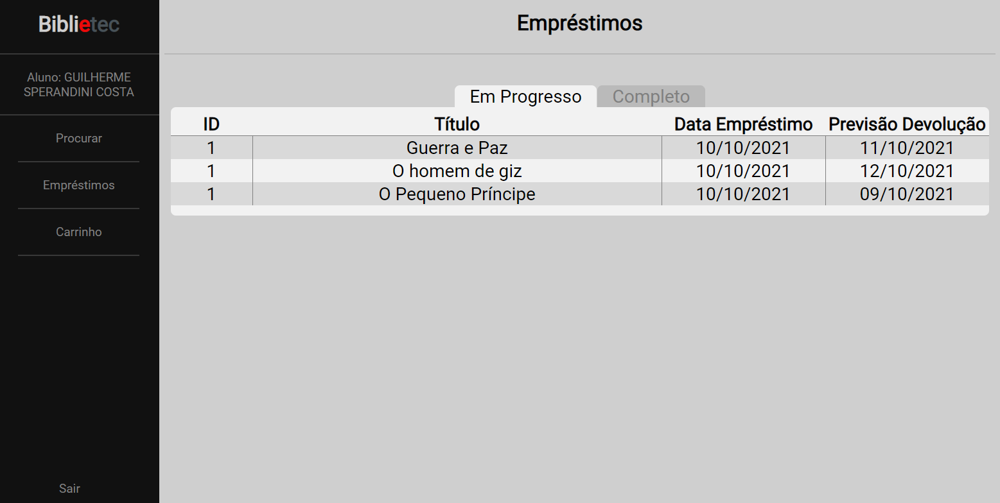 Biblietec
Aluno: GUILHERME
SPERANDINI COSTA
Procurar
Empréstimos
Carrinho
Sair
Empréstimos
Em Progresso Completo
ID Título Data Empréstimo Previsão Devolução
1 Guerra e Paz 10/10/2021 11/10/2021
1 O homem de giz 10/10/2021 12/10/2021
1 O Pequeno Príncipe 10/10/2021 09/10/2021